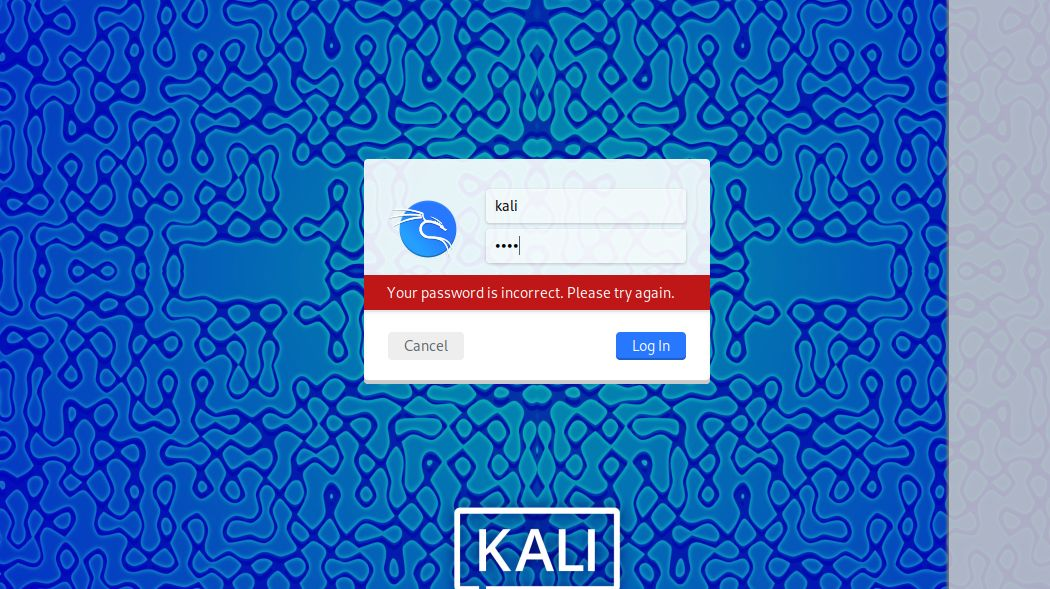 kali
••••
Your password is incorrect. Please try again.
Cancel
Log In
KALI